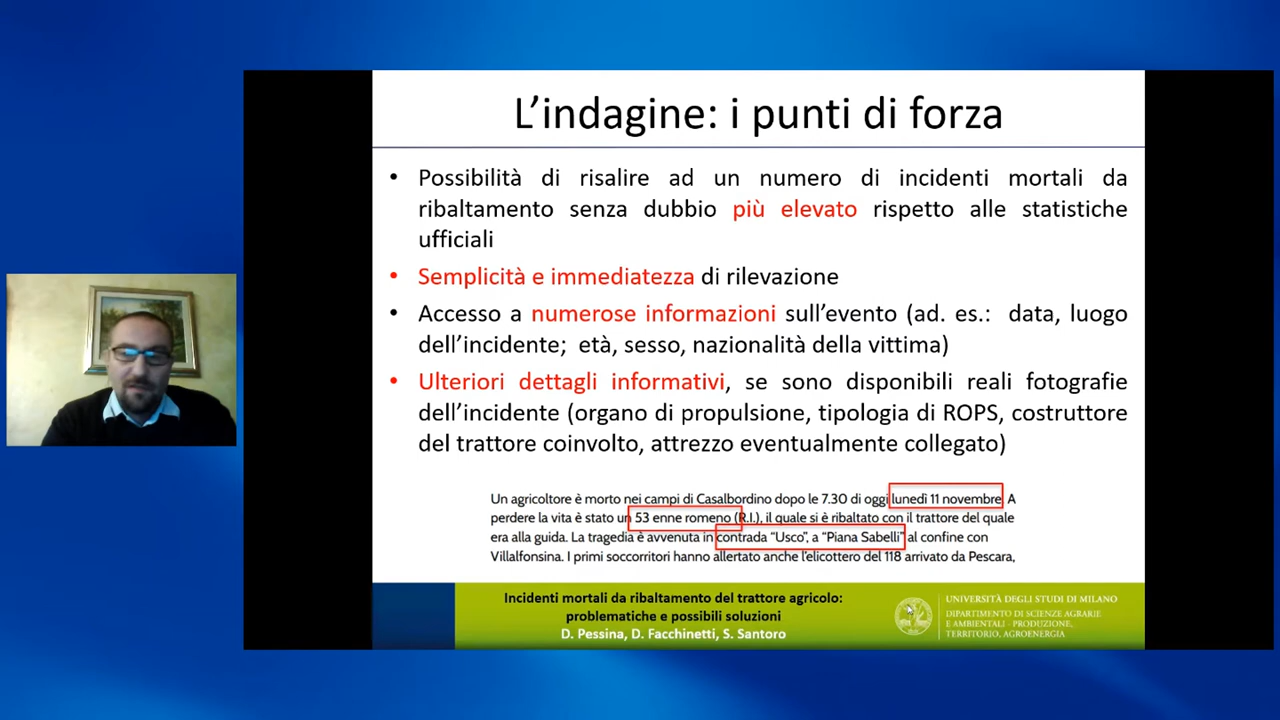 L'indagine: i punti di forza
• Possibilità di risalire ad un numero di incidenti mortali da
ribaltamento senza dubbio più elevato rispetto alle statistiche
ufficiali
• Semplicità e immediatezza di rilevazione
• Accesso a numerose informazioni sull'evento (ad. es.: data, luogo
dell'incidente; età, sesso, nazionalità della vittima)
• Ulteriori dettagli informativi, se sono disponibili reali fotografie
dell'incidente (organo di propulsione, tipologia di ROPS, costruttore
del trattore coinvolto, attrezzo eventualmente collegato)
Un agricoltore è morto nei campi di Casalbordino dopo le 7.30 di oggi lunedì 11 novembre. A
perdere la vita è stato un 53 enne romeno (R.I.), il quale si è ribaltato con il trattore del quale
era alla guida. La tragedia è avvenuta in contrada "Usco", a "Piana Sabelli" al confine con
Villalfonsina. I primi soccorritori hanno allertato anche l'elicottero del 118 arrivato da Pescara,
Incidenti mortali da ribaltamento del trattore agricolo:
problematiche e possibili soluzioni
D. Pessina, D. Facchinetti, S. Santoro
UNIVERSITÀ DEGLI STUDI DI MILANO
DIPARTIMENTO DI SCIENZE AGRARIE
E AMBIENTALI - PRODUZIONE,
TERRITORIO, AGROENERGIA